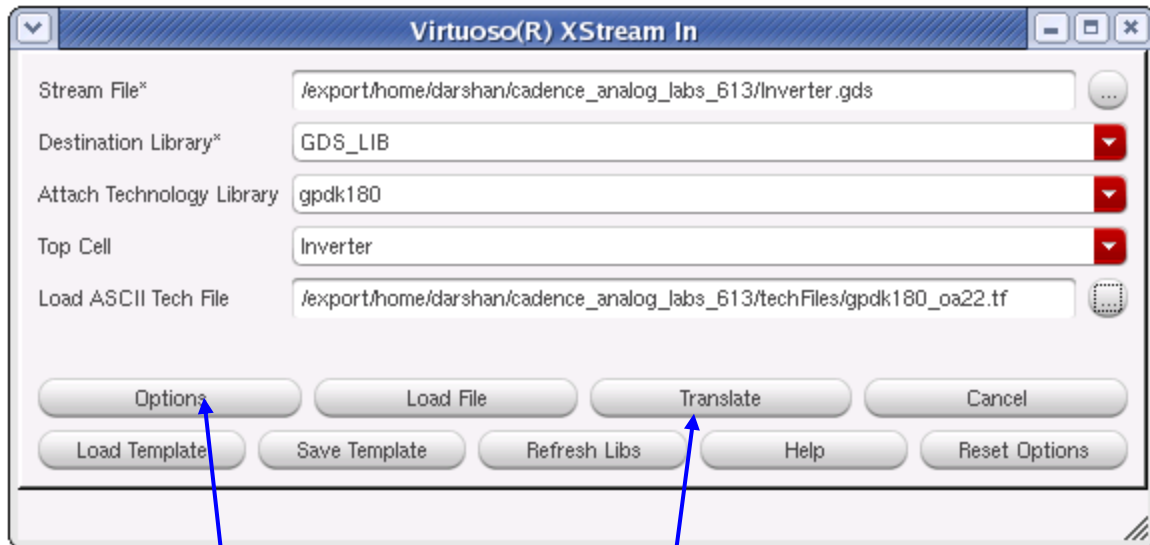 Virtuoso(R) XStream In
Stream File* /export/home/darshan/cadence_analog_labs_613/Inverter.gds ...
Destination Library* GDS_LIB
Attach Technology Library gpdk180
Top Cell Inverter
Load ASCII Tech File /export/home/darshan/cadence_analog_labs_613/techFiles/gpdk180_oa22.tf ...
Options Load File Translate Cancel
Load Template Save Template Refresh Libs Help Reset Options